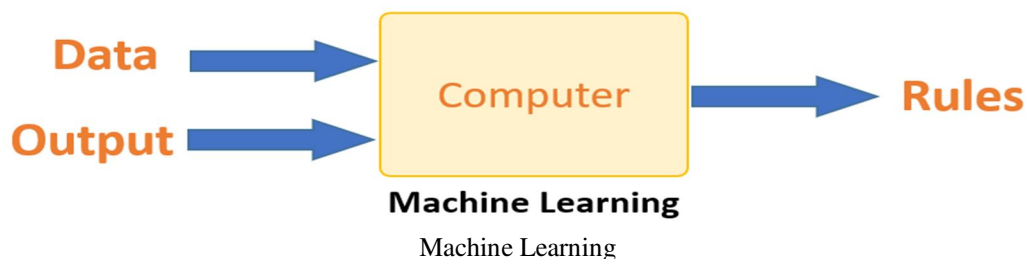 Data
Output
Computer
Rules
Machine Learning
Machine Learning